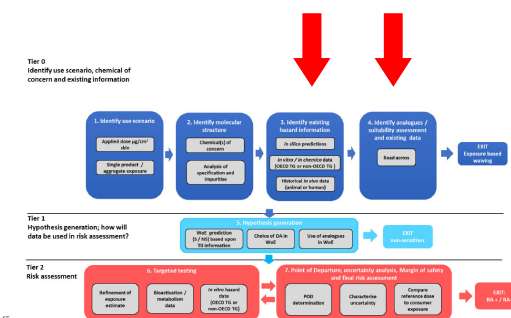 Tier 0
Identify use scenario, chemical of
concern and existing information
1. Identify use scenario
Applied dose µg/cm²
skin
Single product /
aggregate exposure
2. Identify molecular
structure
Chemical(s) of
concern
Analysis of
specification and
impurities
3. Identify existing
hazard information
In silico predictions
In vitro / in chemico data
(OECD TG or non-OECD TG )
Historical in vivo data
(animal or human)
4. Identify analogues /
suitability assessment
and existing data
Read across
EXIT
Exposure based
waiving
Tier 1
Hypothesis generation; how will
data be used in risk assessment?
5. Hypothesis generation
WoE prediction
(S / NS) based upon
T0 information
Choice of DA in
WoE
Use of analogues
in WoE
EXIT
non-sensitiser
Tier 2
Risk assessment
6. Targeted testing
Refinement of
exposure
estimate
Bioactivation /
metabolism
data
In vitro hazard
data
(OECD TG or
non-OECD TG)
7. Point of Departure, uncertainty analysis, Margin of safety
and final risk assessment
POD
determination
Characterise
uncertainty
Compare
reference dose
to consumer
exposure
EXIT:
RA + / RA-